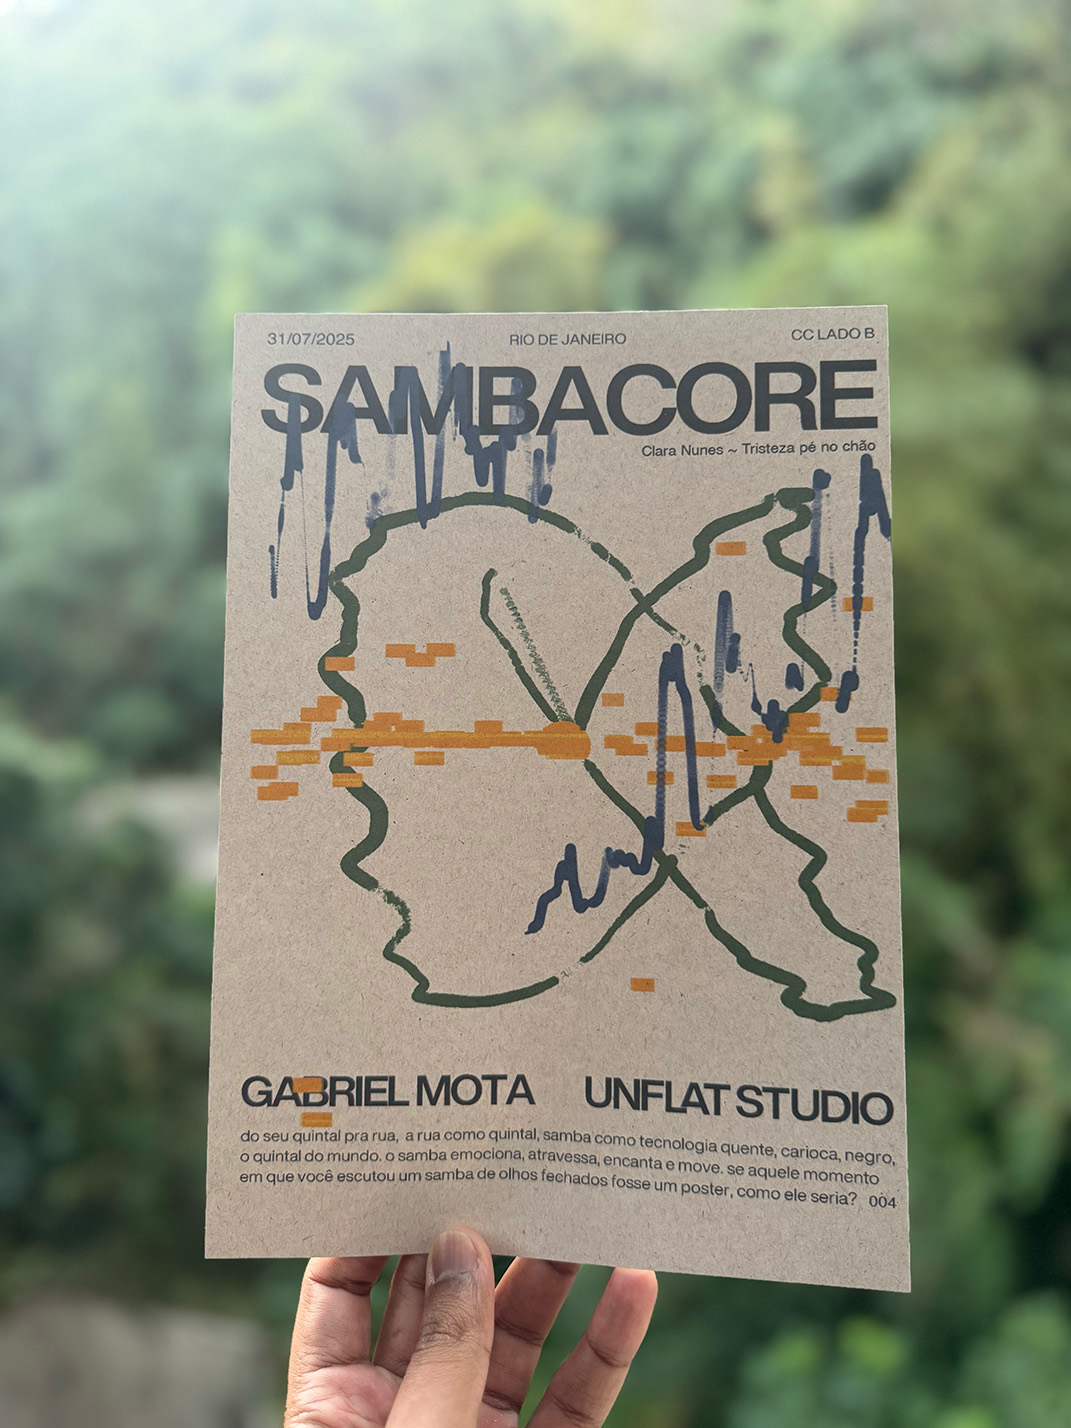 31/07/2025 RIO DE JANEIRO CC LADO B
SAMBACORE
Clara Nunes ~ Tristeza pé no chão
GABRIEL MOTA UNFLAT STUDIO
do seu quintal pra rua, a rua como quintal, samba como tecnologia quente, carioca, negro,
o quintal do mundo. o samba emociona, atravessa, encanta e move. se aquele momento
em que você escutou um samba de olhos fechados fosse um poster, como ele seria? 004